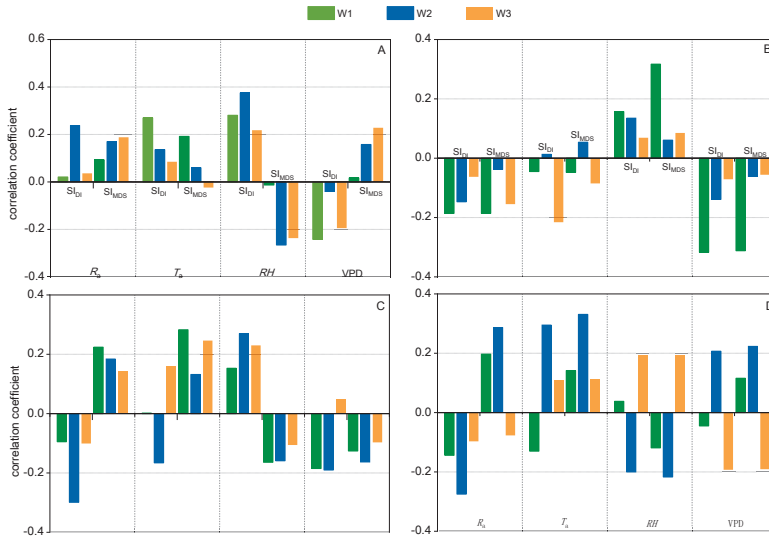 W1 W2 W3
A
correlation coefficient
0.6
0.4
0.2
0.0
-0.2
-0.4
SI_DI SI_MDS SI_DI SI_MDS SI_DI SI_MDS SI_DI SI_MDS
R_a T_a RH VPD
B
0.4
0.2
0.0
-0.2
-0.4
SI_DI SI_MDS SI_DI SI_MDS SI_DI SI_MDS SI_DI SI_MDS
C
correlation coefficient
0.4
0.2
0.0
-0.2
-0.4
D
0.4
0.2
0.0
-0.2
-0.4
R_a T_a RH VPD